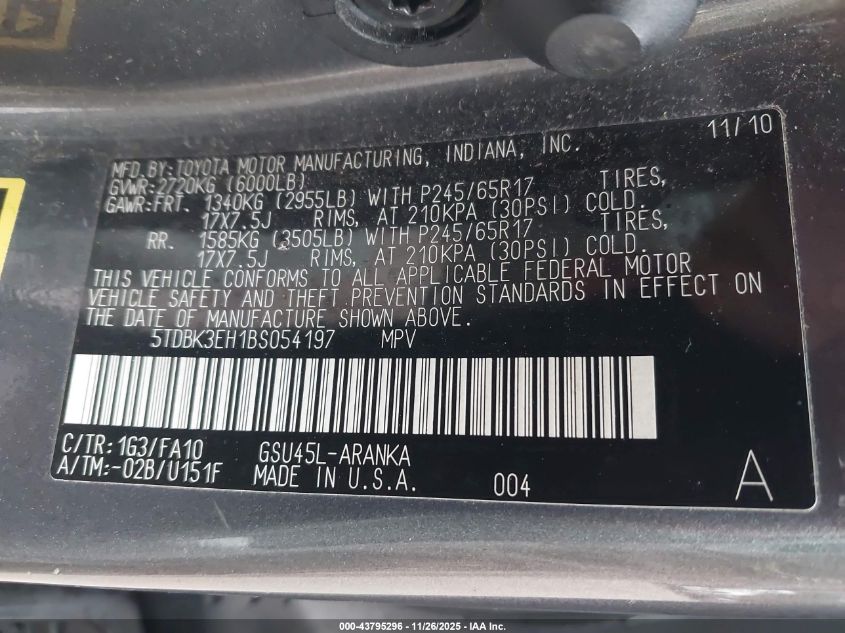 11/10
MFD. BY: TOYOTA MOTOR MANUFACTURING, INDIANA, INC.
GVWR: 2720KG (6000LB)
GAWR: FRT. 1340KG (2955LB) WITH P245/65R17 TIRES,
17X7.5J RIMS, AT 210KPA (30PSI) COLD.
RR. 1585KG (3505LB) WITH P245/65R17 TIRES,
17X7.5J RIMS, AT 210KPA (30PSI) COLD.
THIS VEHICLE CONFORMS TO ALL APPLICABLE FEDERAL MOTOR
VEHICLE SAFETY AND THEFT PREVENTION STANDARDS IN EFFECT ON
THE DATE OF MANUFACTURE SHOWN ABOVE.
5TDBK3EH1BS054197 MPV
C/TR: 1G3/FA10 GSU45L-ARANKA
A/TM: -02B/U151F MADE IN U.S.A. 004 A
000-43795296 - 11/26/2025 - IAA Inc.